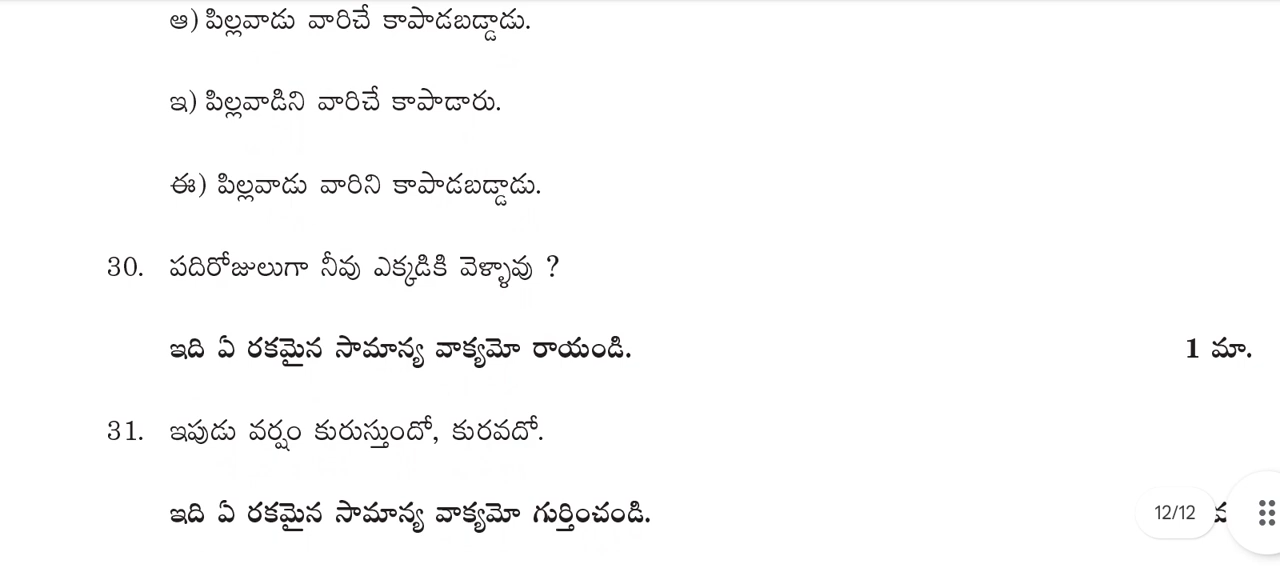 ఆ) పిల్లవాడు వారిచే కాపాడబడ్డాడు.
ఇ) పిల్లవాడిని వారిచే కాపాడారు.
ఈ) పిల్లవాడు వారిని కాపాడబడ్డాడు.
30. పదిరోజులుగా నీవు ఎక్కడికి వెళ్ళావు ?
ఇది ఏ రకమైన సామాన్య వాక్యమో రాయండి. 1 మా.
31. ఇపుడు వర్షం కురుస్తుందో, కురవదో.
ఇది ఏ రకమైన సామాన్య వాక్యమో గుర్తించండి.
12/12